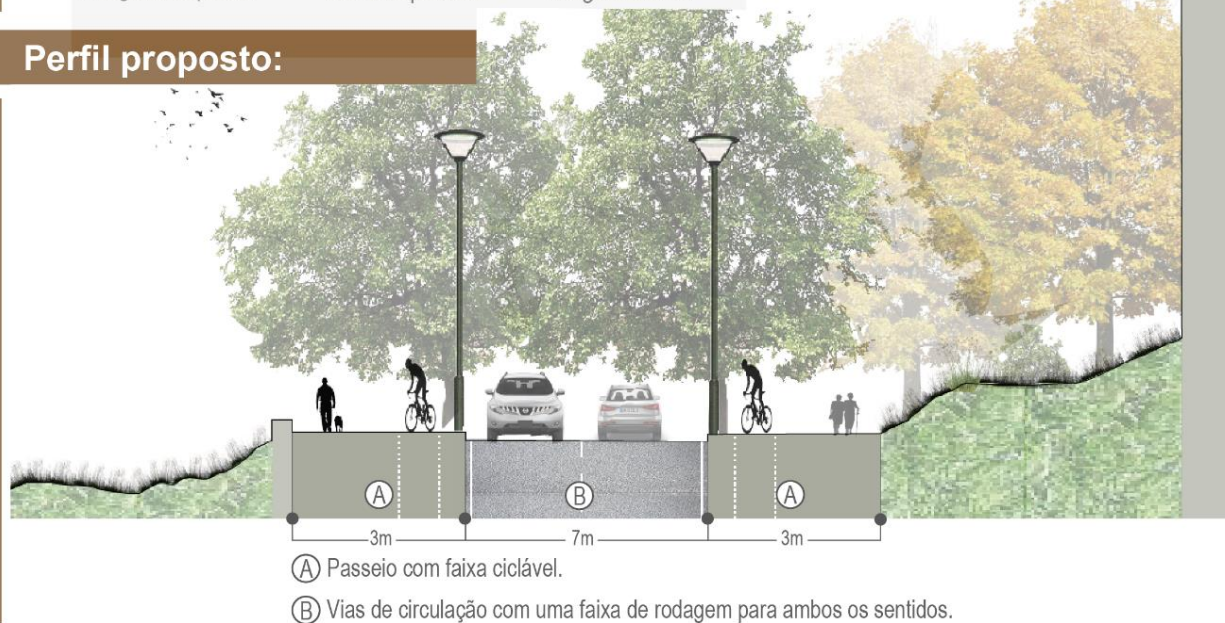 Perfil proposto:
A
B
A
3m
7m
3m
A Passeio com faixa ciclável.
B Vias de circulação com uma faixa de rodagem para ambos os sentidos.